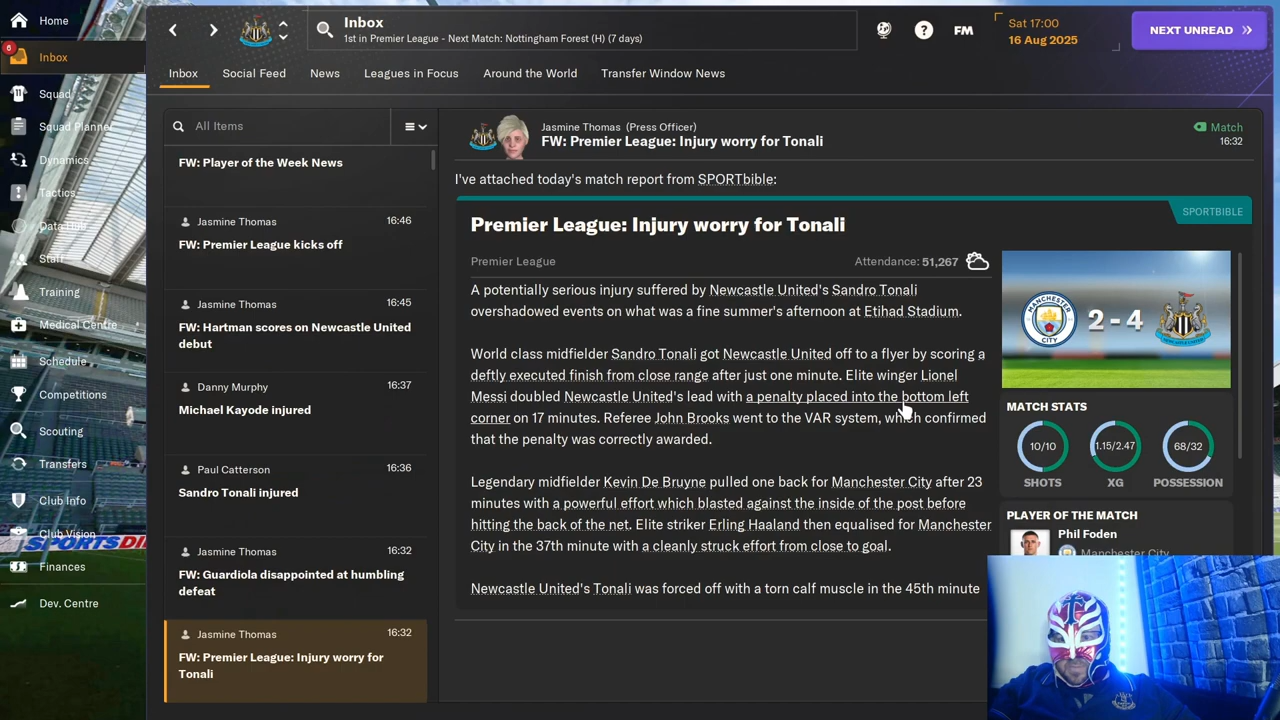 Home
6
Inbox
Squad
Squad Planner
Dynamics
Tactics
Data Hub
Staff
Training
Medical Centre
Schedule
Competitions
Scouting
Transfers
Club Info
Club Vision
SPORTS DI
Finances
Dev. Centre
Inbox
1st in Premier League - Next Match: Nottingham Forest (H) (7 days)
?
FM
Sat 17:00
16 Aug 2025
NEXT UNREAD
Inbox
Social Feed
News
Leagues in Focus
Around the World
Transfer Window News
All Items
FW: Player of the Week News
Jasmine Thomas 16:46
FW: Premier League kicks off
Jasmine Thomas 16:45
FW: Hartman scores on Newcastle United
debut
Danny Murphy 16:37
Michael Kayode injured
Paul Catterson 16:36
Sandro Tonali injured
Jasmine Thomas 16:32
FW: Guardiola disappointed at humbling
defeat
Jasmine Thomas 16:32
FW: Premier League: Injury worry for
Tonali
Jasmine Thomas (Press Officer)
FW: Premier League: Injury worry for Tonali
Match
16:32
I've attached today's match report from SPORTbible:
SPORTBIBLE
Premier League: Injury worry for Tonali
Premier League
Attendance: 51,267
A potentially serious injury suffered by Newcastle United's Sandro Tonali
overshadowed events on what was a fine summer's afternoon at Etihad Stadium.
World class midfielder Sandro Tonali got Newcastle United off to a flyer by scoring a
deftly executed finish from close range after just one minute. Elite winger Lionel
Messi doubled Newcastle United's lead with a penalty placed into the bottom left
corner on 17 minutes. Referee John Brooks went to the VAR system, which confirmed
that the penalty was correctly awarded.
Legendary midfielder Kevin De Bruyne pulled one back for Manchester City after 23
minutes with a powerful effort which blasted against the inside of the post before
hitting the back of the net. Elite striker Erling Haaland then equalised for Manchester
City in the 37th minute with a cleanly struck effort from close to goal.
Newcastle United's Tonali was forced off with a torn calf muscle in the 45th minute
2 - 4
MATCH STATS
10/10
1.15/2.47
68/32
SHOTS
XG
POSSESSION
PLAYER OF THE MATCH
Phil Foden
Manchester City